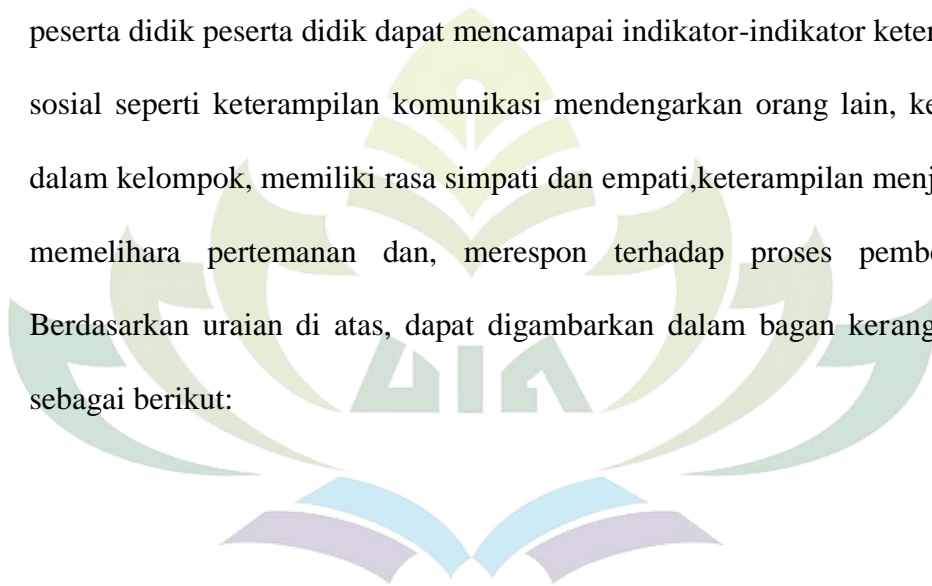 peserta didik peserta didik dapat mencamapai indikator-indikator
sosial seperti keterampilan komunikasi mendengarkan orang lain,
dalam kelompok, memiliki rasa simpati dan empati,keterampilan
memelihara pertemanan dan, merespon terhadap proses
Berdasarkan uraian di atas, dapat digambarkan dalam bagan
sebagai berikut:
UIN